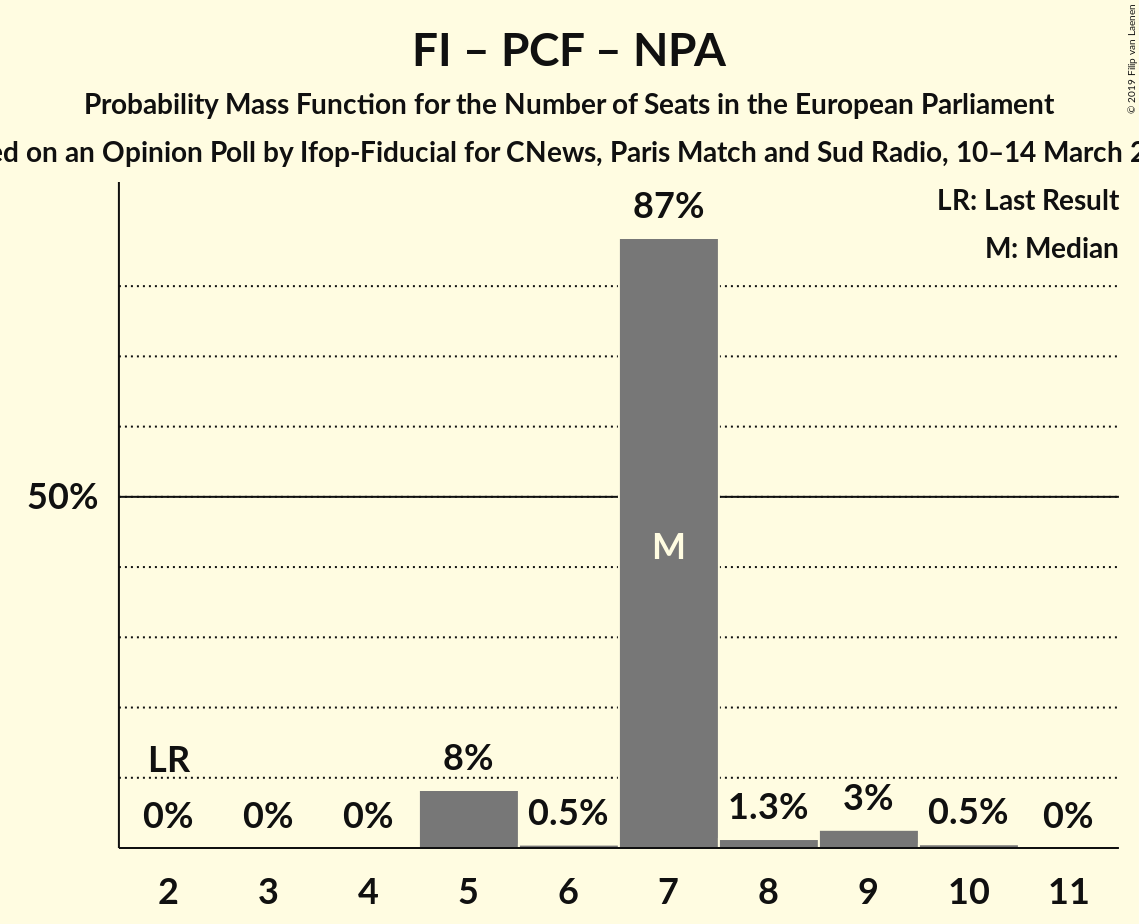 FI – PCF – NPA
Probability Mass Function for the Number of Seats in the European Parliament
on an Opinion Poll by Ifop-Fiducial for CNews, Paris Match and Sud Radio, 10–14 March
© 2019 Filip van Laenen
LR: Last Result
M: Median
87%
50%
M
LR
8%
0%
0%
0%
0.5%
1.3%
3%
0.5%
0%
2
3
4
5
6
7
8
9
10
11